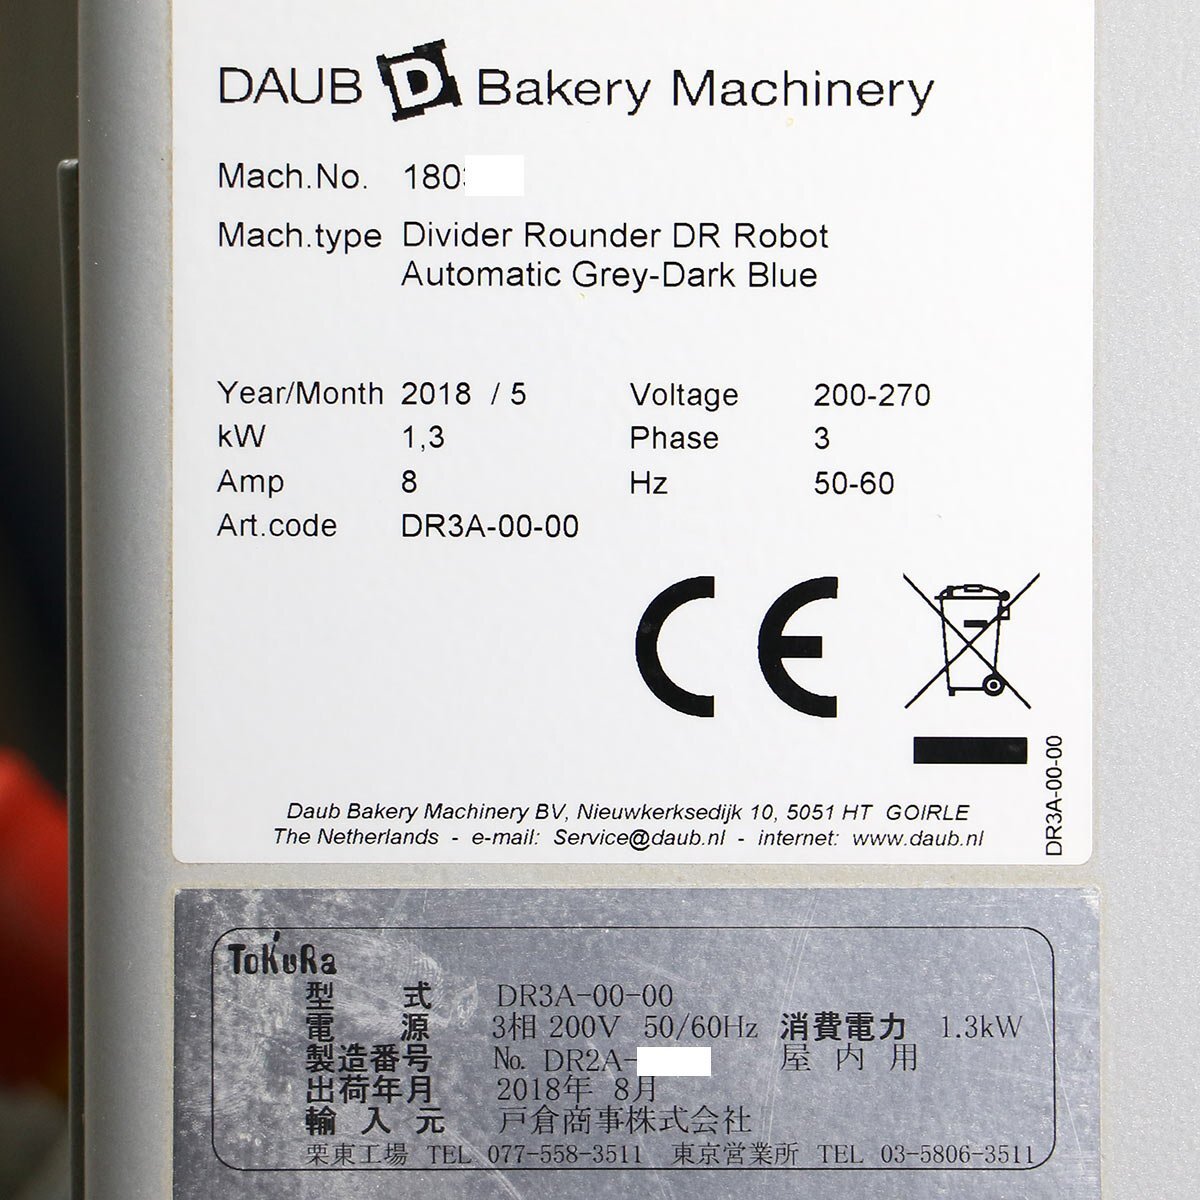 DAUB D Bakery Machinery
Mach.No. 180
Mach.type Divider Rounder DR Robot
Automatic Grey-Dark Blue
Year/Month 2018 / 5 Voltage 200-270
kW 1,3 Phase 3
Amp 8 Hz 50-60
Art.code DR3A-00-00
CE
DR3A-00-00
Daub Bakery Machinery BV, Nieuwkerksedijk 10, 5051 HT GOIRLE
The Netherlands - e-mail: Service@daub.nl - internet: www.daub.nl
ToKuRa
型式 DR3A-00-00
電源 3相 200V 50/60Hz 消費電力 1.3kW
製造番号 No. DR2A- 屋内用
出荷年月 2018年 8月
輸入元 戸倉商事株式会社
栗東工場 TEL 077-558-3511 東京営業所 TEL 03-5806-3511